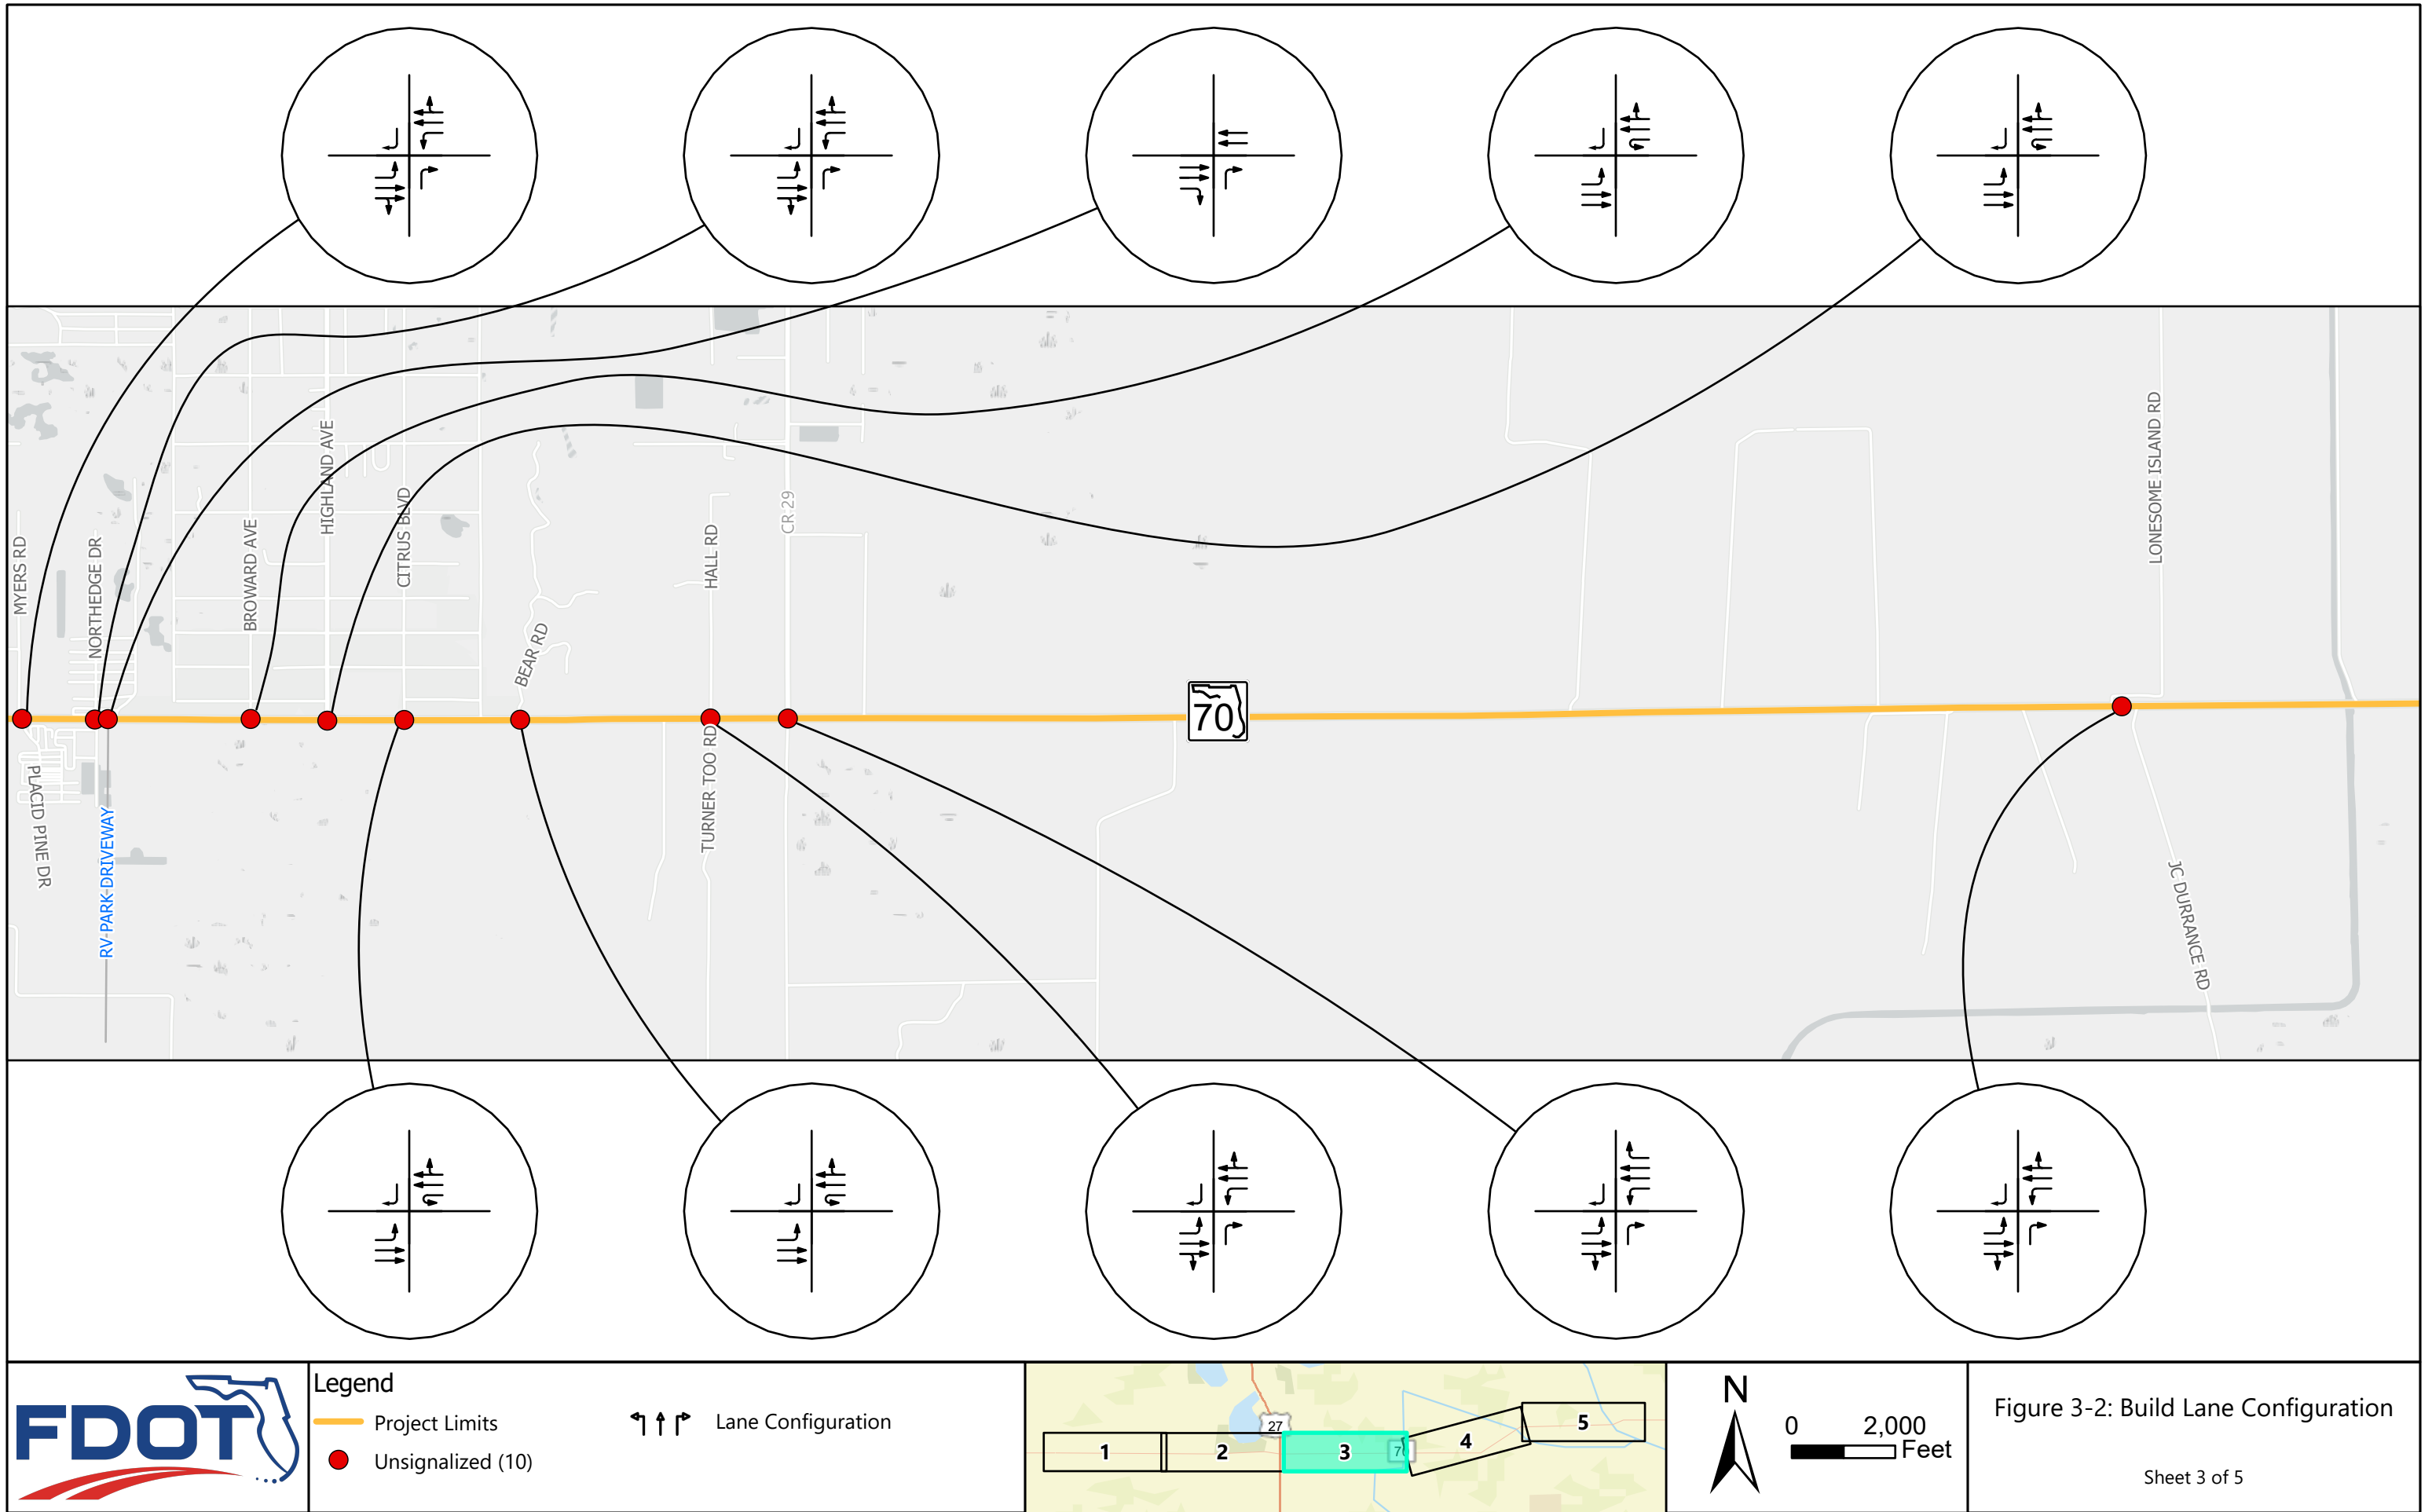 MYERS RD
NORTHEDGE DR
BROWARD AVE
HIGHLAND AVE
CITRUS BLVD
BEAR RD
HALL RD
CR 29
LONESOME ISLAND RD
70
PLACID PINE DR
RV PARK DRIVEWAY
TURNER TOO RD
JC DURRANCE RD
FDOT
Legend
Project Limits
Unsignalized (10)
Lane Configuration
27
1
2
3
4
5
N
0 2,000
Feet
Figure 3-2: Build Lane Configuration
Sheet 3 of 5